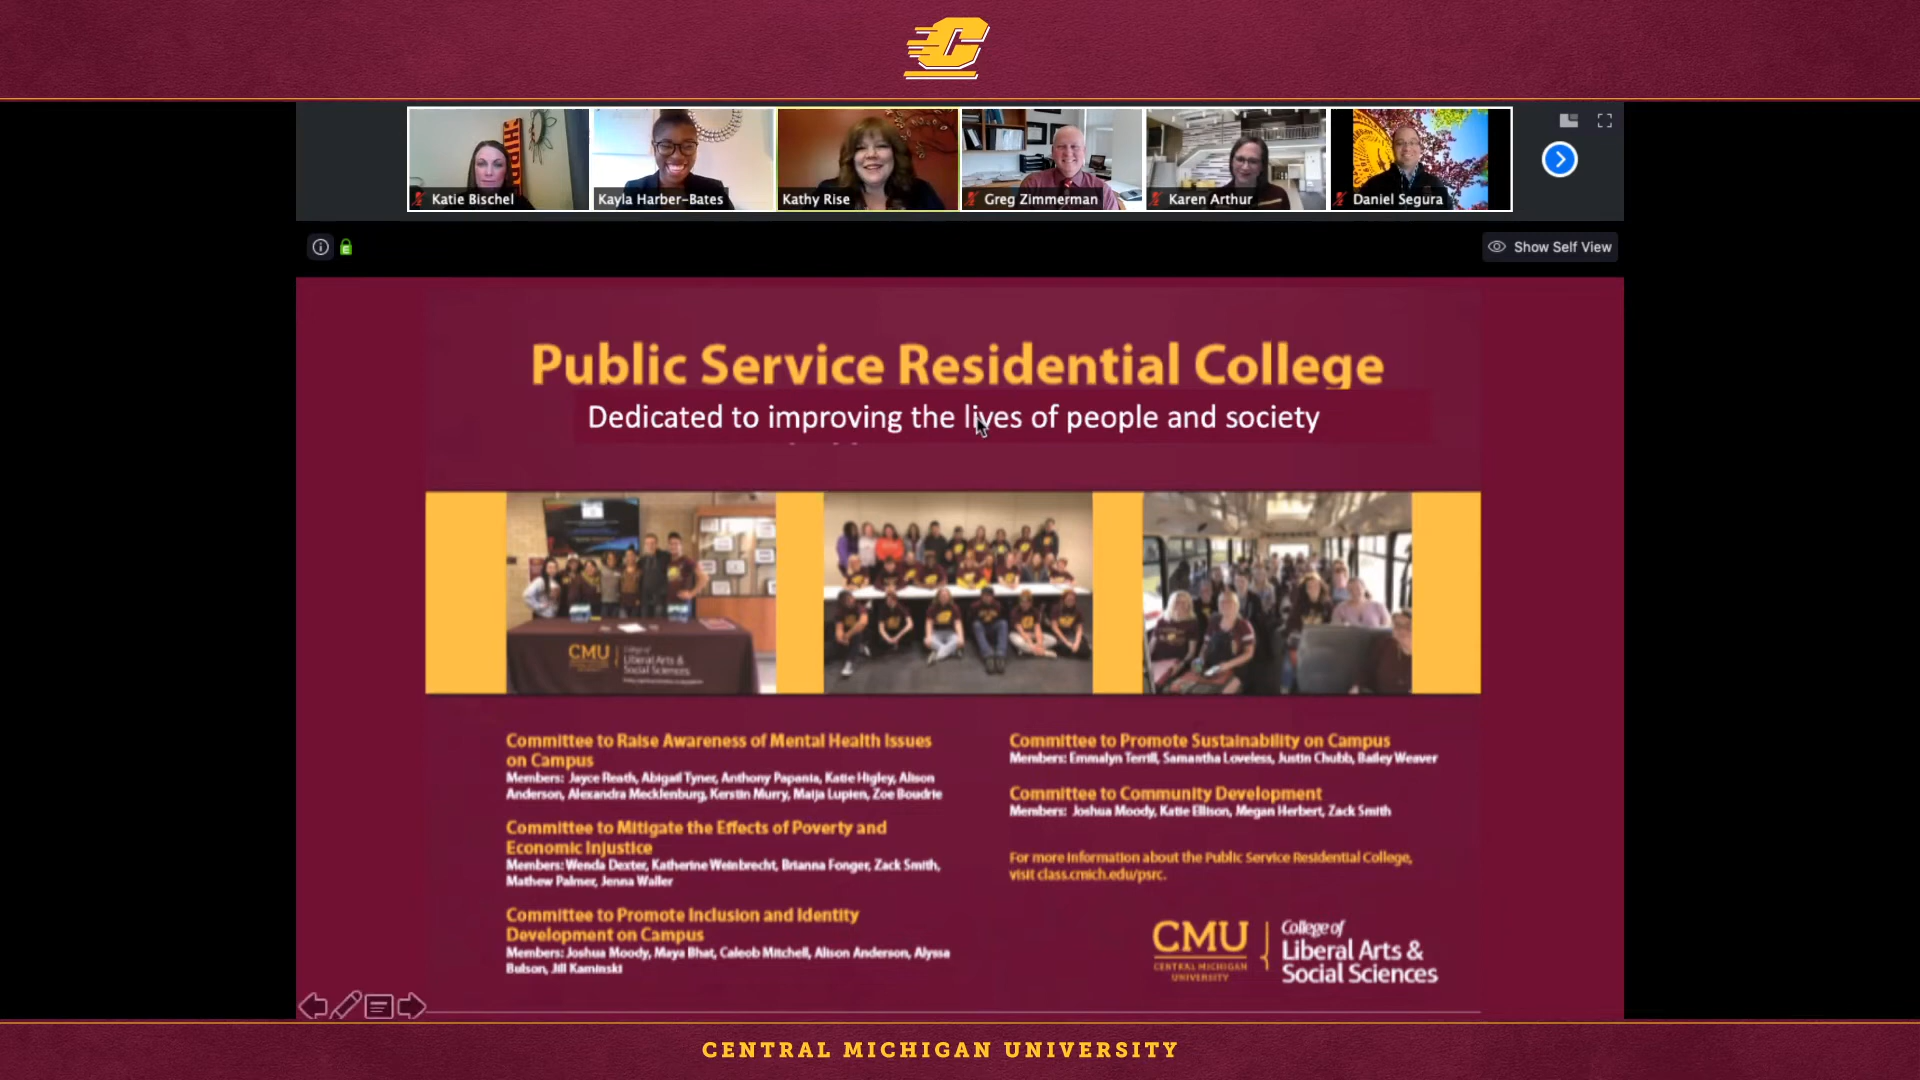 Katie Bischel
Kayla Harber-Bates
Kathy Rise
Greg Zimmerman
Karen Arthur
Daniel Segura
Show Self View
Public Service Residential College
Dedicated to improving the lives of people and society
CMU
College of
Liberal Arts &
Social Sciences
Committee to Raise Awareness of Mental Health Issues
on Campus
Members: Jayce Reath, Abigail Tyner, Anthony Papania, Katie Higley, Alison
Anderson, Alexandra Mecklenburg, Kerstin Murry, Maija Lupien, Zoe Boudrie
Committee to Mitigate the Effects of Poverty and
Economic Injustice
Members: Wenda Dexter, Katherine Weinbrecht, Brianna Fonger, Zack Smith,
Mathew Palmer, Jenna Waller
Committee to Promote Inclusion and Identity
Development on Campus
Members: Joshua Moody, Maya Bhat, Caleob Mitchell, Alison Anderson, Alyssa
Bulson, Jill Kaminski
Committee to Promote Sustainability on Campus
Members: Emmalyn Terrill, Samantha Loveless, Justin Chubb, Bailey Weaver
Committee to Community Development
Members: Joshua Moody, Katie Ellison, Megan Herbert, Zack Smith
For more information about the Public Service Residential College,
visit class.cmich.edu/psrc.
CMU
CENTRAL MICHIGAN
UNIVERSITY
College of
Liberal Arts &
Social Sciences
CENTRAL MICHIGAN UNIVERSITY